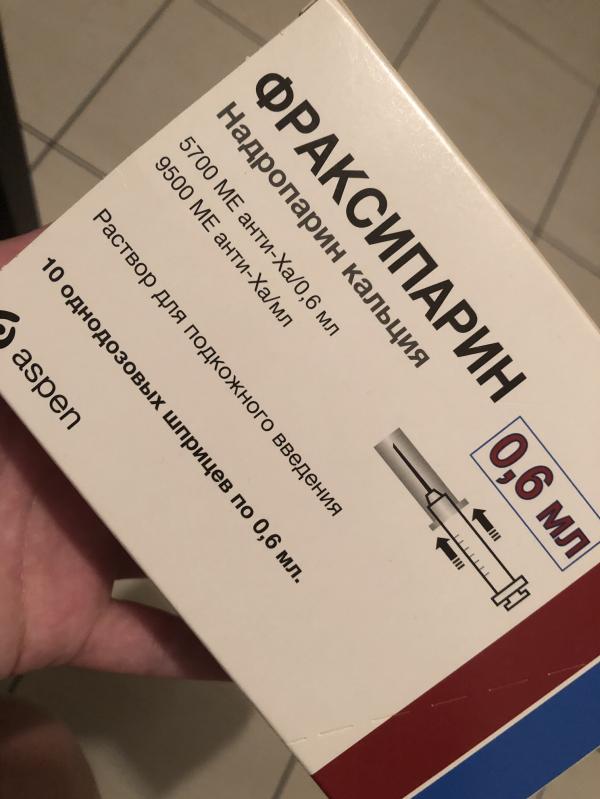 ФРАКСИПАРИН
Надропарин кальция
5700 МЕ анти-Ха/0,6 мл
9500 МЕ анти-Ха/мл
Раствор для подкожного введения
10 однодозовых шприцев по 0,6 мл.
aspen
0,6 мл